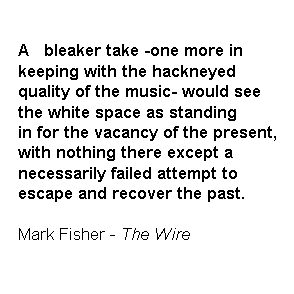 A   bleaker take -one more in
keeping with the hackneyed
quality of the music- would see
the white space as standing
in for the vacancy of the present,
with nothing there except a
necessarily failed attempt to
escape and recover the past.
Mark Fisher - The Wire